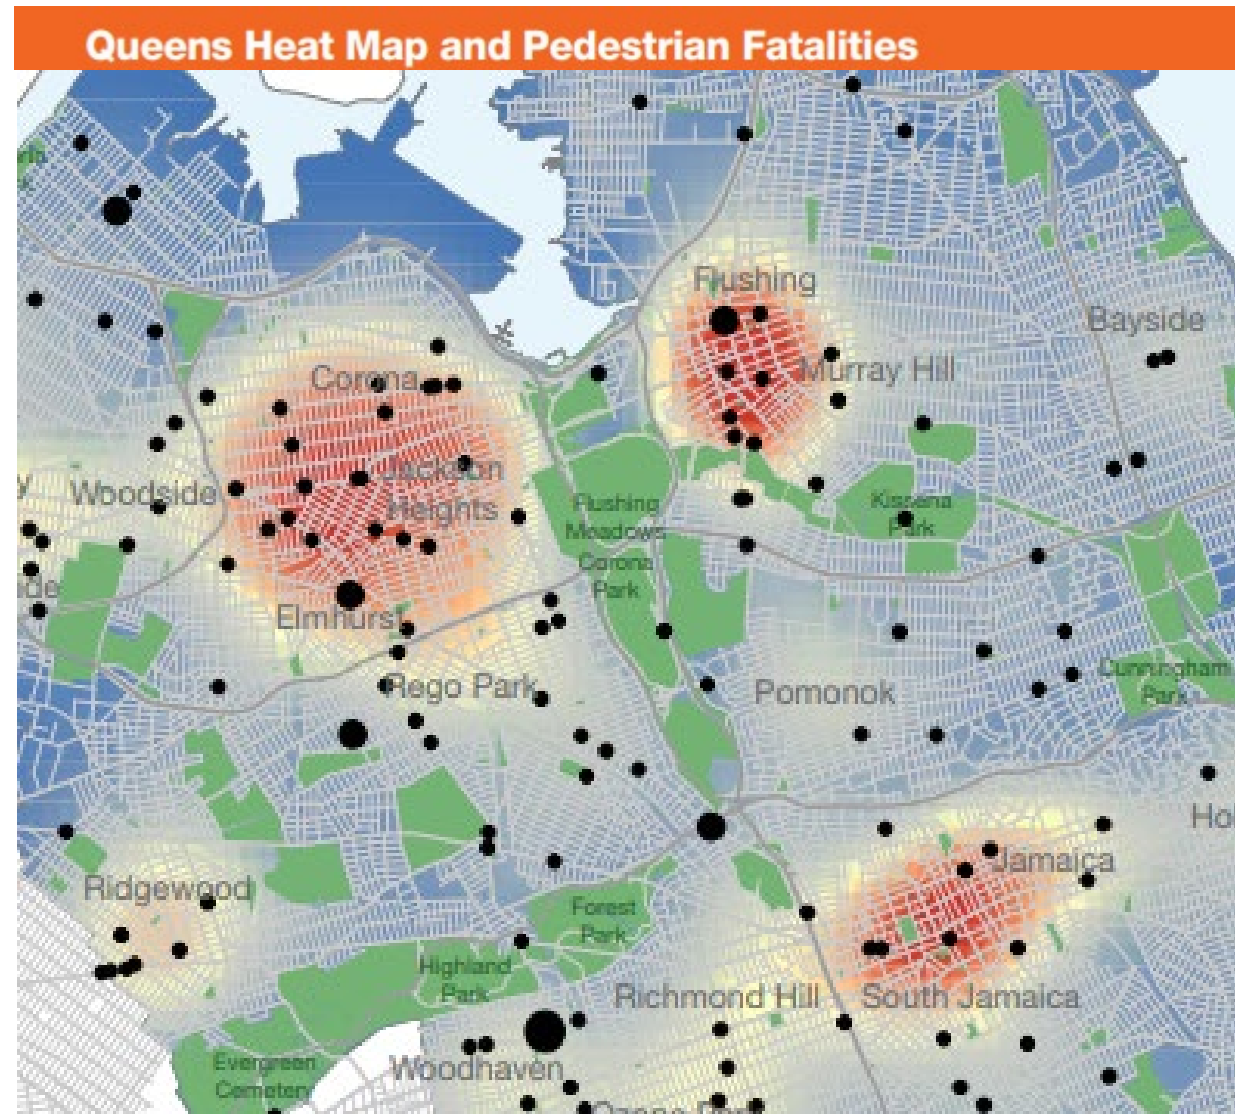 Queens Heat Map and Pedestrian Fatalities
Flushing
Bayside
Corona
Murray Hill
Jackson
Heights
Woodside
y
Flushing
Meadows
Corona
Park
Kissena
Park
de
Elmhurst
Rego Park
Pomonok
Cunningham
Park
Ho
Jamaica
Ridgewood
Forest
Park
Highland
Park
Richmond Hill
South Jamaica
Evergreen
Cemetery
Woodhaven